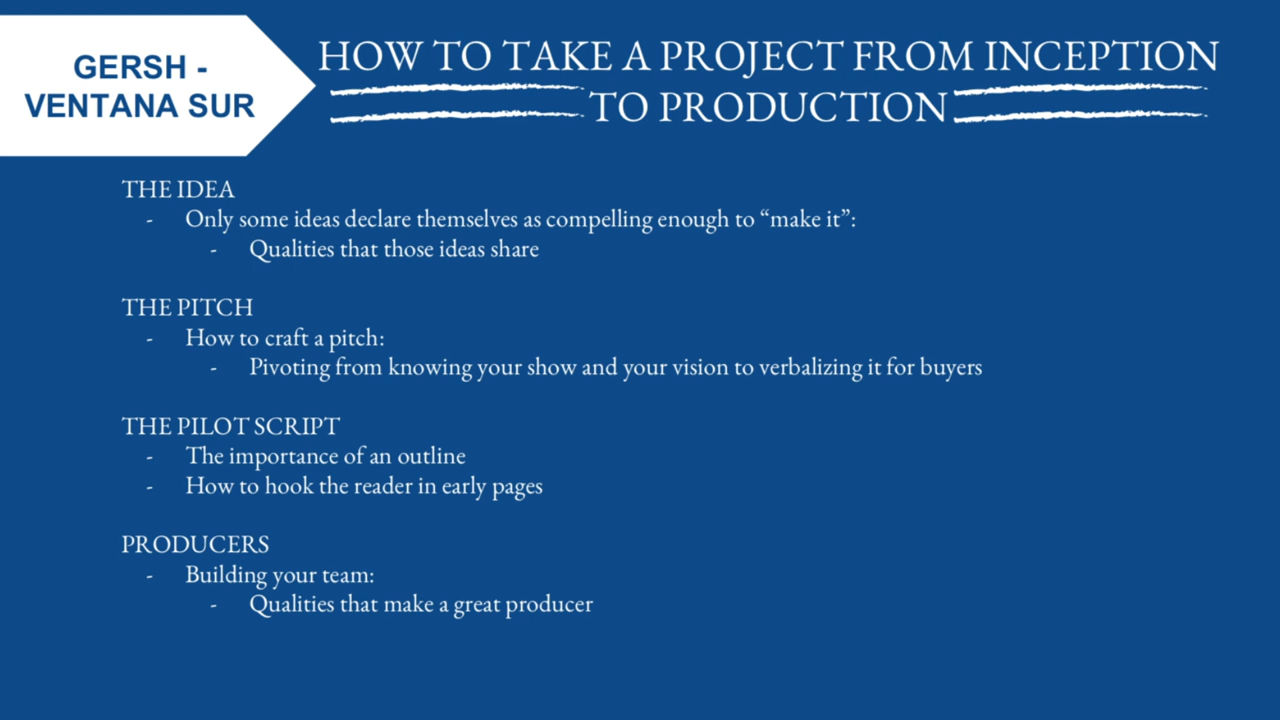 GERSH -
VENTANA SUR
HOW TO TAKE A PROJECT FROM INCEPTION
TO PRODUCTION
THE IDEA
- Only some ideas declare themselves as compelling enough to “make it”:
- Qualities that those ideas share
THE PITCH
- How to craft a pitch:
- Pivoting from knowing your show and your vision to verbalizing it for buyers
THE PILOT SCRIPT
- The importance of an outline
- How to hook the reader in early pages
PRODUCERS
- Building your team:
- Qualities that make a great producer